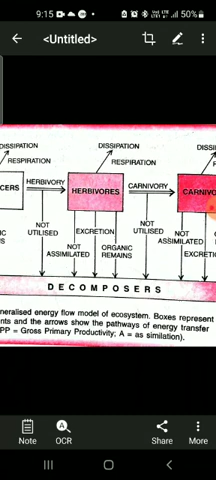 9:15 50%
<Untitled>
DISSIPATION DISSIPATION DISSI
RESPIRATION RESPIRATION
HERBIVORY CARNIVORY
CERS HERBIVORES CARNIVO
NOT UTILISED EXCRETION NOT UTILISED
NOT ASSIMILATED ORGANIC REMAINS NOT ASSIMILATED
EXCRETI
DECOMPOSERS
neralised energy flow model of ecosystem. Boxes represent
nts and the arrows show the pathways of energy transfer
PP = Gross Primary Productivity; A = as similation).
Note OCR Share More